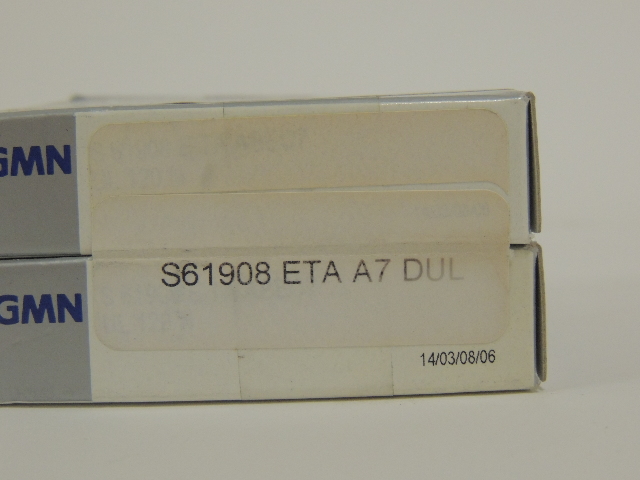 GMN
GMN
S61908 ETA A7 DUL
14/03/08/06